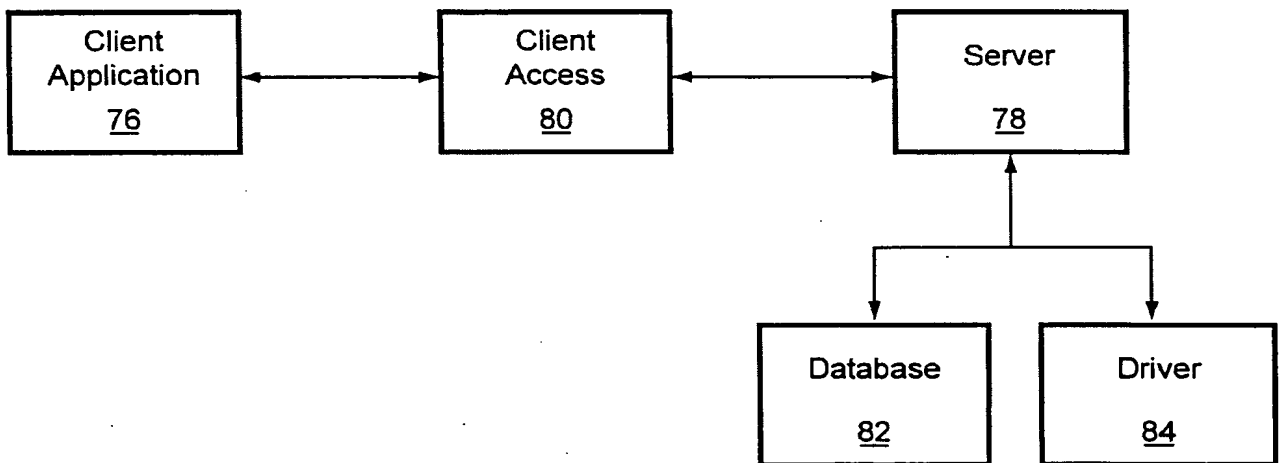 Client
Application
76
Client
Access
80
Server
78
Database
82
Driver
84